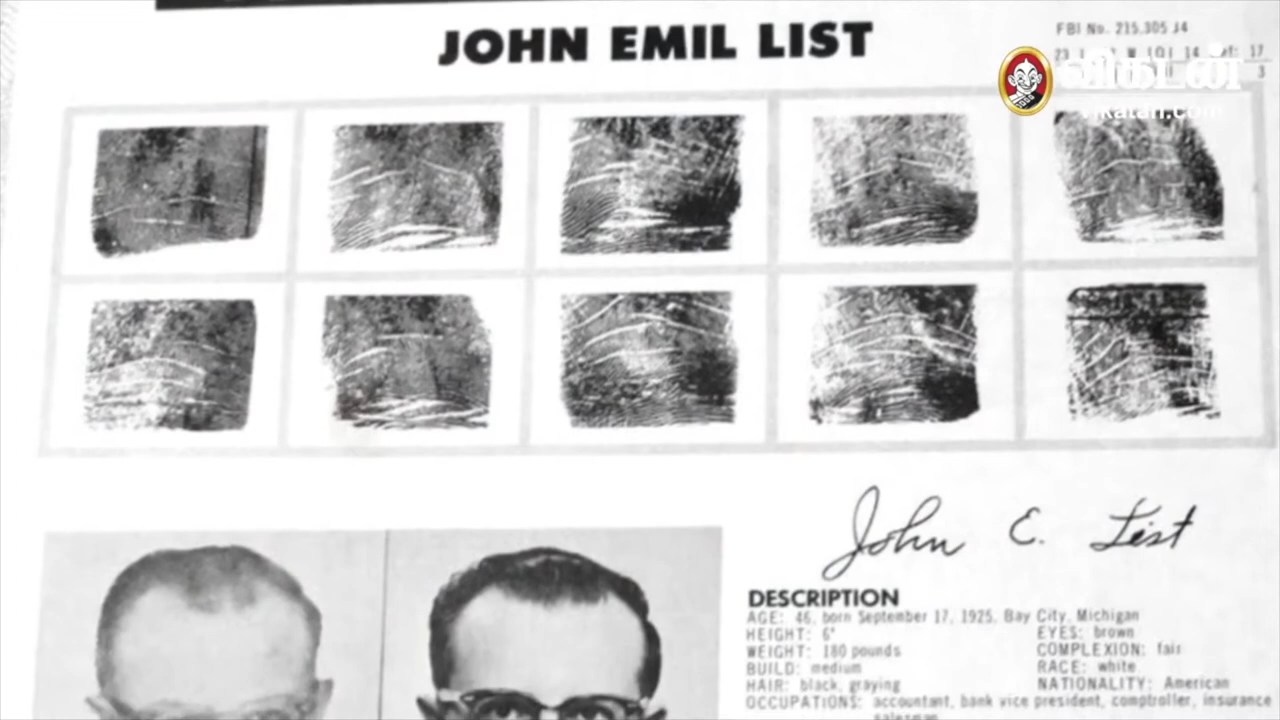 JOHN EMIL LIST
FBI No. 215,305 J4
விகடன்
vikatan.com
John E. List
DESCRIPTION
AGE: 46, born September 17, 1925, Bay City, Michigan
HEIGHT: 6'
EYES: brown
WEIGHT: 180 pounds
COMPLEXION: fair
BUILD: medium
RACE: white
HAIR: black, graying
NATIONALITY: American
OCCUPATIONS: accountant, bank vice president, comptroller, insurance
salesman